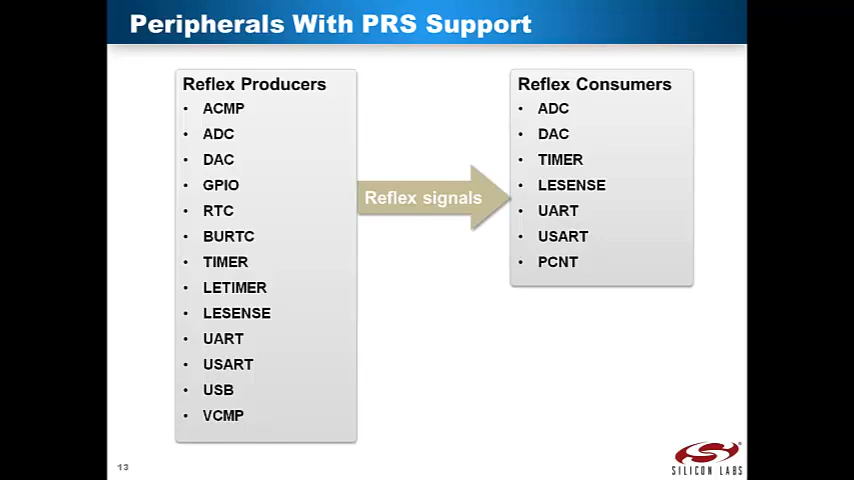 Peripherals With PRS Support
Reflex Producers
• ACMP
• ADC
• DAC
• GPIO
• RTC
• BURTC
• TIMER
• LETIMER
• LESENSE
• UART
• USART
• USB
• VCMP
Reflex signals
Reflex Consumers
• ADC
• DAC
• TIMER
• LESENSE
• UART
• USART
• PCNT
13
SILICON LABS